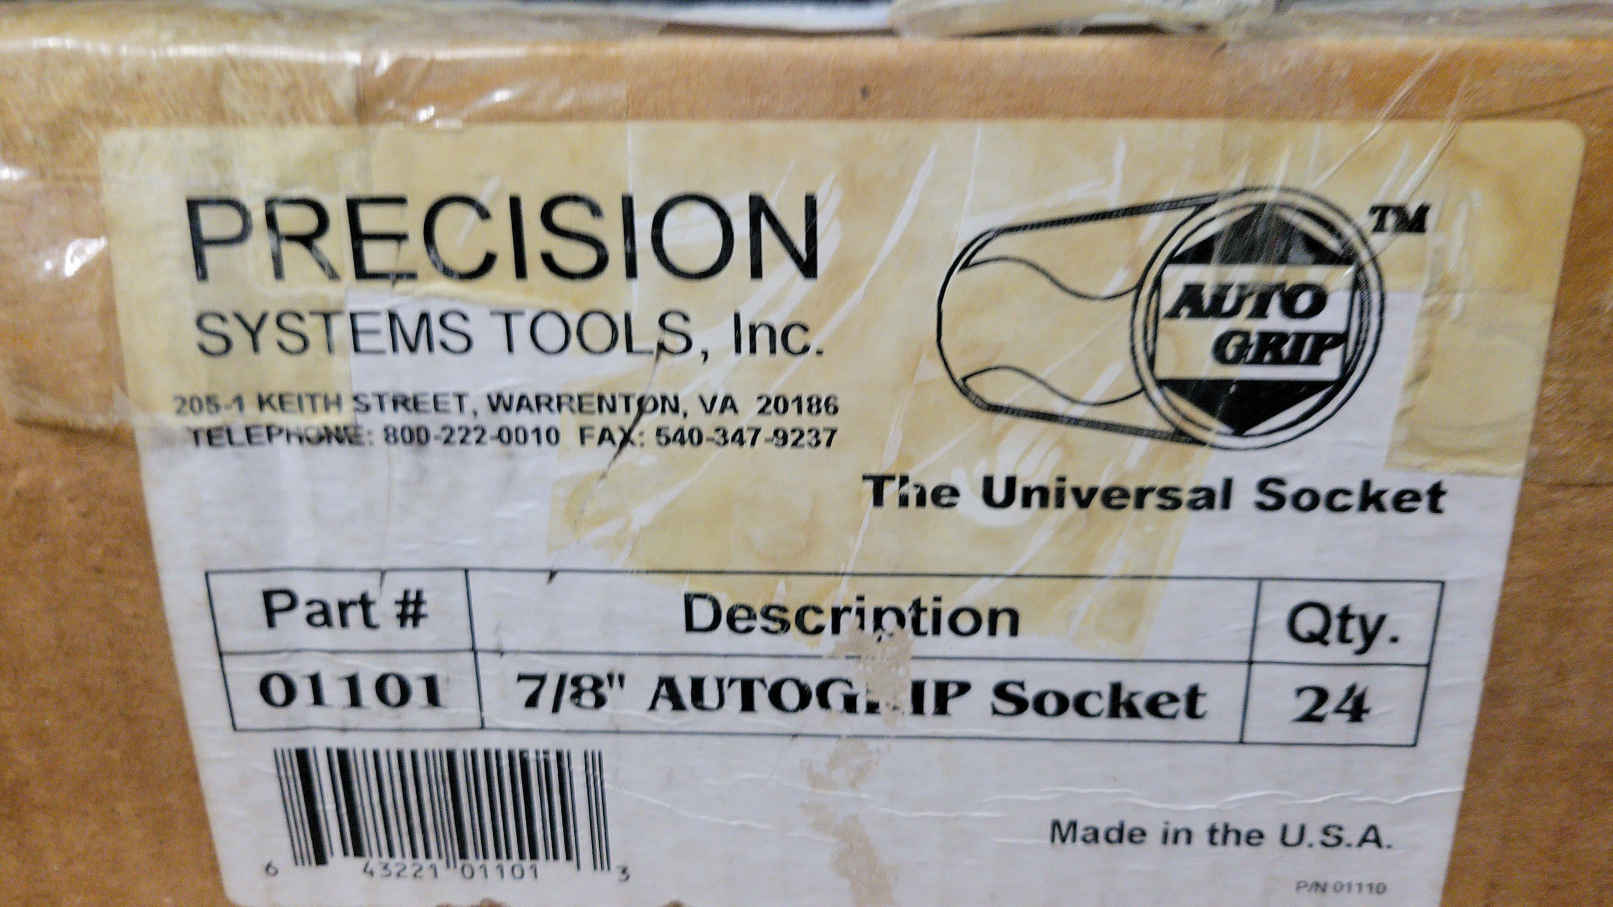 PRECISION
SYSTEMS TOOLS, Inc.
205-1 KEITH STREET, WARRENTON, VA 20186
TELEPHONE: 800-222-0010 FAX: 540-347-9237
AUTO
GRIP
TM
The Universal Socket
Part # Description Qty.
01101 7/8" AUTOGRIP Socket 24
6 43221 01101 3
Made in the U.S.A.
P/N 01110